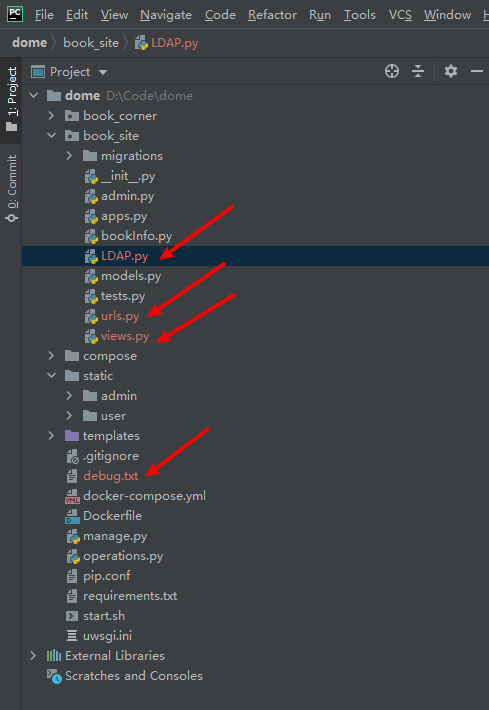 PC File Edit View Navigate Code Refactor Run Tools VCS Window Help
dome book_site LDAP.py
1: Project
0: Commit
Project
dome D:\Code\dome
book_corner
book_site
migrations
__init__.py
admin.py
apps.py
bookInfo.py
LDAP.py
models.py
tests.py
urls.py
views.py
compose
static
admin
user
templates
.gitignore
debug.txt
YML docker-compose.yml
D Dockerfile
manage.py
operations.py
pip.conf
requirements.txt
start.sh
uwsgi.ini
External Libraries
Scratches and Consoles